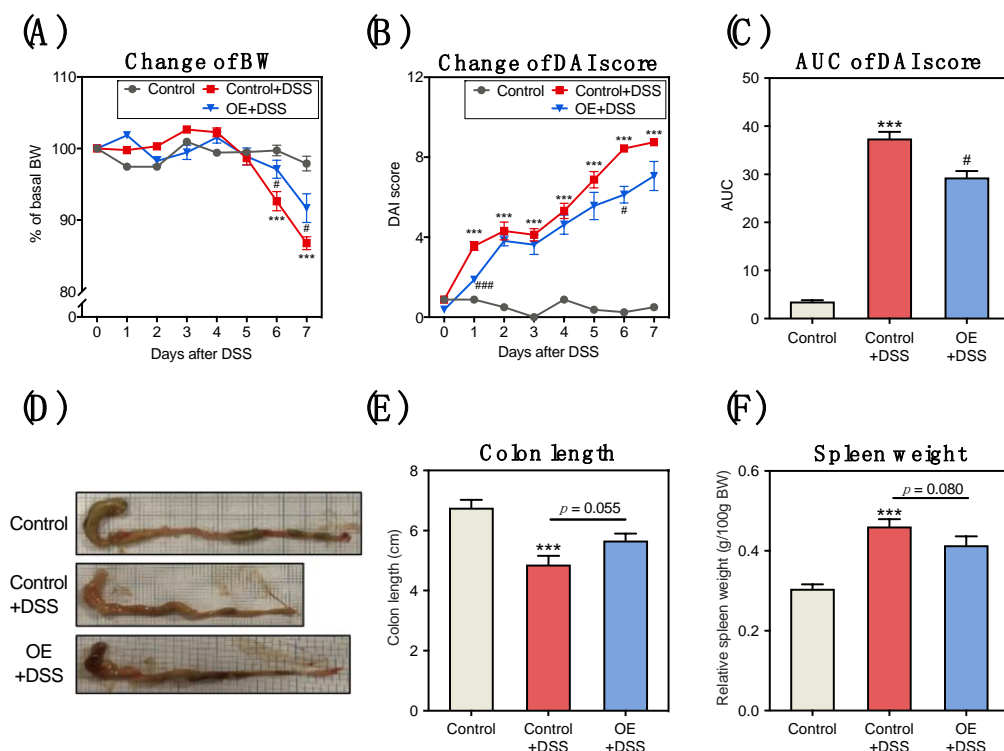 (A)
Change of BW
110
100
90
80
0
% of basal BW
Control
Control+DSS
OE+DSS
#
***
#
***
0 1 2 3 4 5 6 7
Days after DSS
(B)
Change of DAI score
12
8
4
0
DAI score
Control
Control+DSS
OE+DSS
***
***
***
***
***
***
***
###
#
0 1 2 3 4 5 6 7
Days after DSS
(C)
AUC of DAI score
50
40
30
20
10
0
AUC
***
#
Control
Control
+DSS
OE
+DSS
(D)
Control
Control
+DSS
OE
+DSS
(E)
Colon length
8
6
4
2
0
Colon length (cm)
p = 0.055
***
Control
Control
+DSS
OE
+DSS
(F)
Spleen weight
0.6
0.4
0.2
0.0
Relative spleen weight (g/100g BW)
p = 0.080
***
Control
Control
+DSS
OE
+DSS